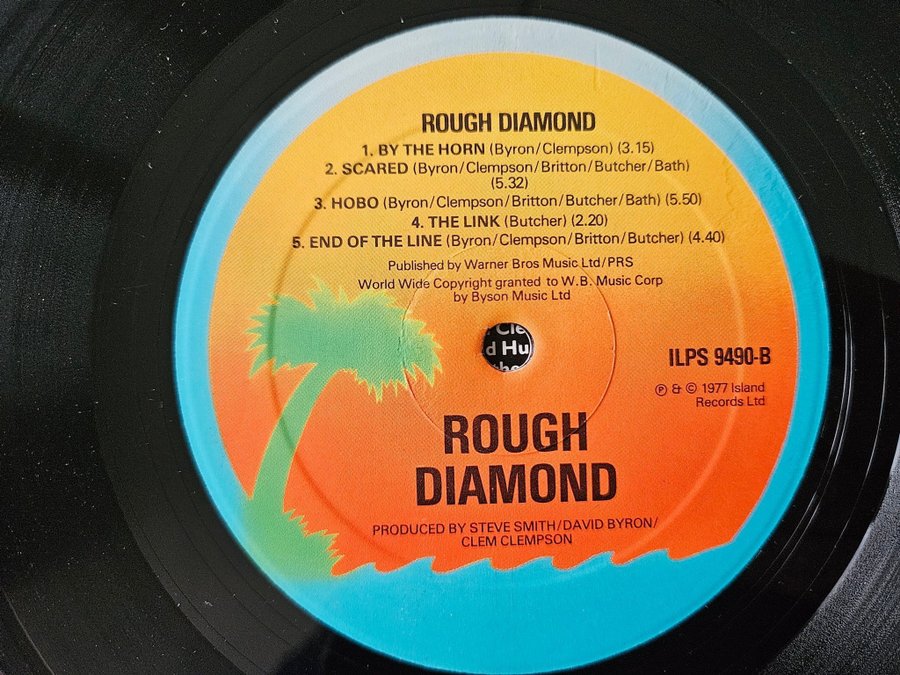 ROUGH DIAMOND
1. BY THE HORN (Byron/Clempson) (3.15)
2. SCARED (Byron/Clempson/Britton/Butcher/Bath)
(5.32)
3. HOBO (Byron/Clempson/Britton/Butcher/Bath) (5.50)
4. THE LINK (Butcher) (2.20)
5. END OF THE LINE (Byron/Clempson/Britton/Butcher) (4.40)
Published by Warner Bros Music Ltd/PRS
World Wide Copyright granted to W.B. Music Corp
by Byson Music Ltd
Cle
d Hu
ILPS 9490-B
℗ & © 1977 Island
Records Ltd
ROUGH
DIAMOND
PRODUCED BY STEVE SMITH/DAVID BYRON/
CLEM CLEMPSON